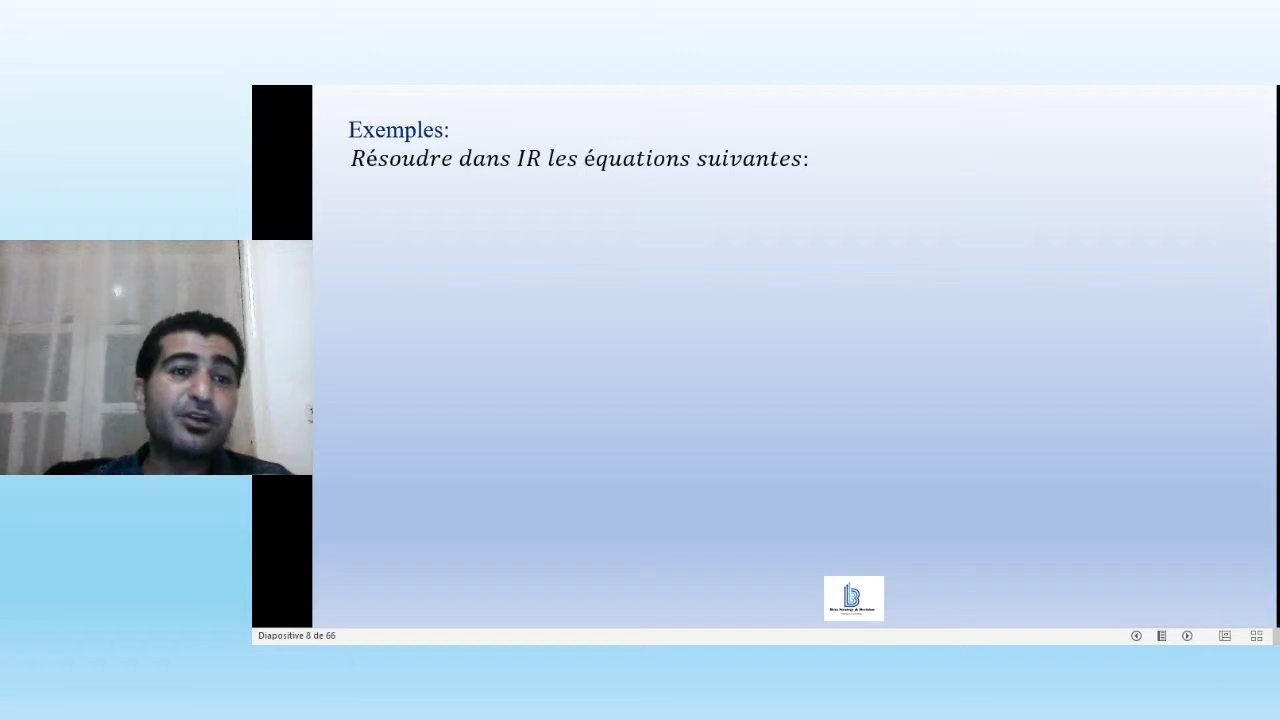 Exemples:
Résoudre dans IR les équations suivantes:
Diapositive 8 de 66